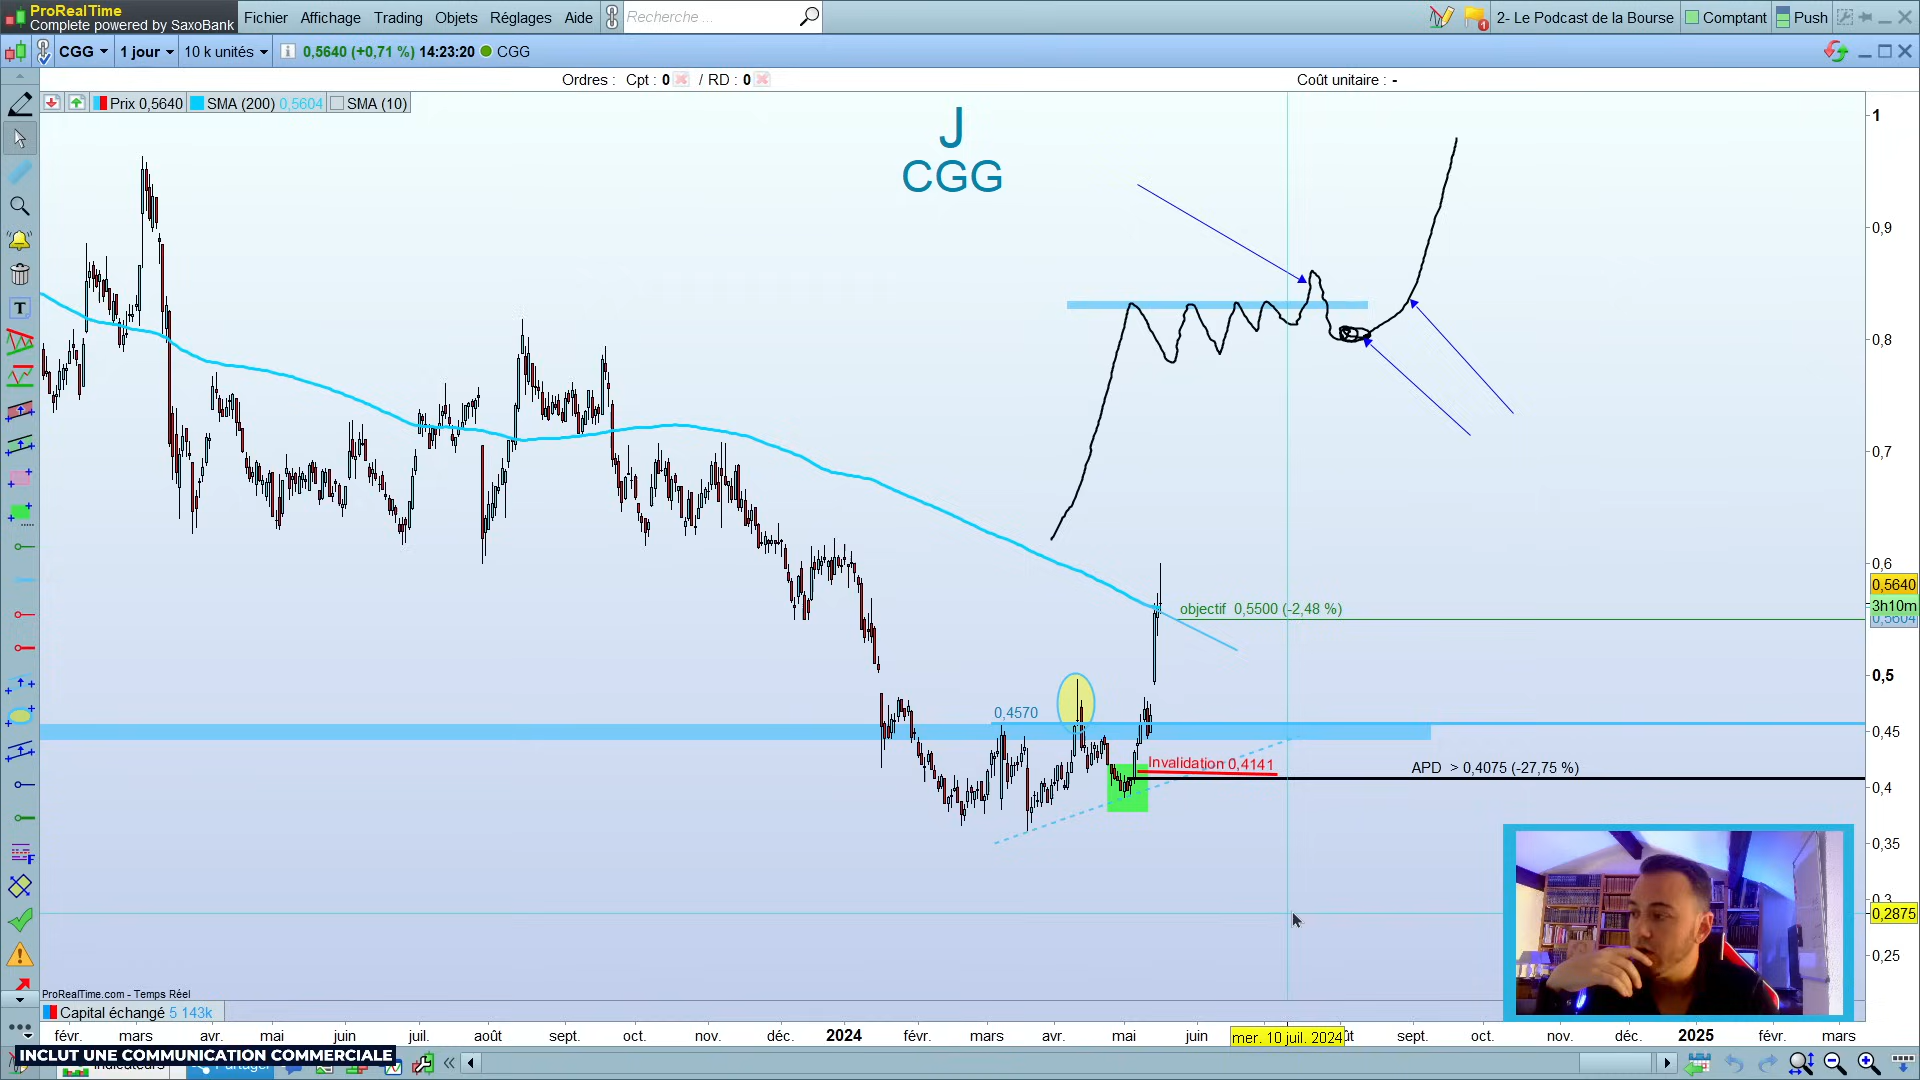 ProRealTime
Complete powered by SaxoBank
Fichier Affichage Trading Objets Réglages Aide
Recherche ...
1
2- Le Podcast de la Bourse
Comptant
Push
CGG
1 jour
10 k unités
0,5640 (+0,71 %) 14:23:20 CGG
Ordres : Cpt : 0 / RD : 0
Coût unitaire : -
Prix 0,5640 SMA (200) 0,5604 SMA (10)
J
CGG
1
0,9
0,8
0,7
0,6
0,5640
3h10m
0,5604
objectif 0,5500 (-2,48 %)
0,5
0,4570
0,45
Invalidation 0,4141
APD > 0,4075 (-27,75 %)
0,4
0,35
0,3
0,2875
0,25
T
F
ProRealTime.com - Temps Réel
Capital échangé 5 143k
févr. mars avr. mai juin juil. août sept. oct. nov. déc. 2024 févr. mars avr. mai juin mer. 10 juil. 2024 sept. oct. nov. déc. 2025 févr. mars
INCLUT UNE COMMUNICATION COMMERCIALE